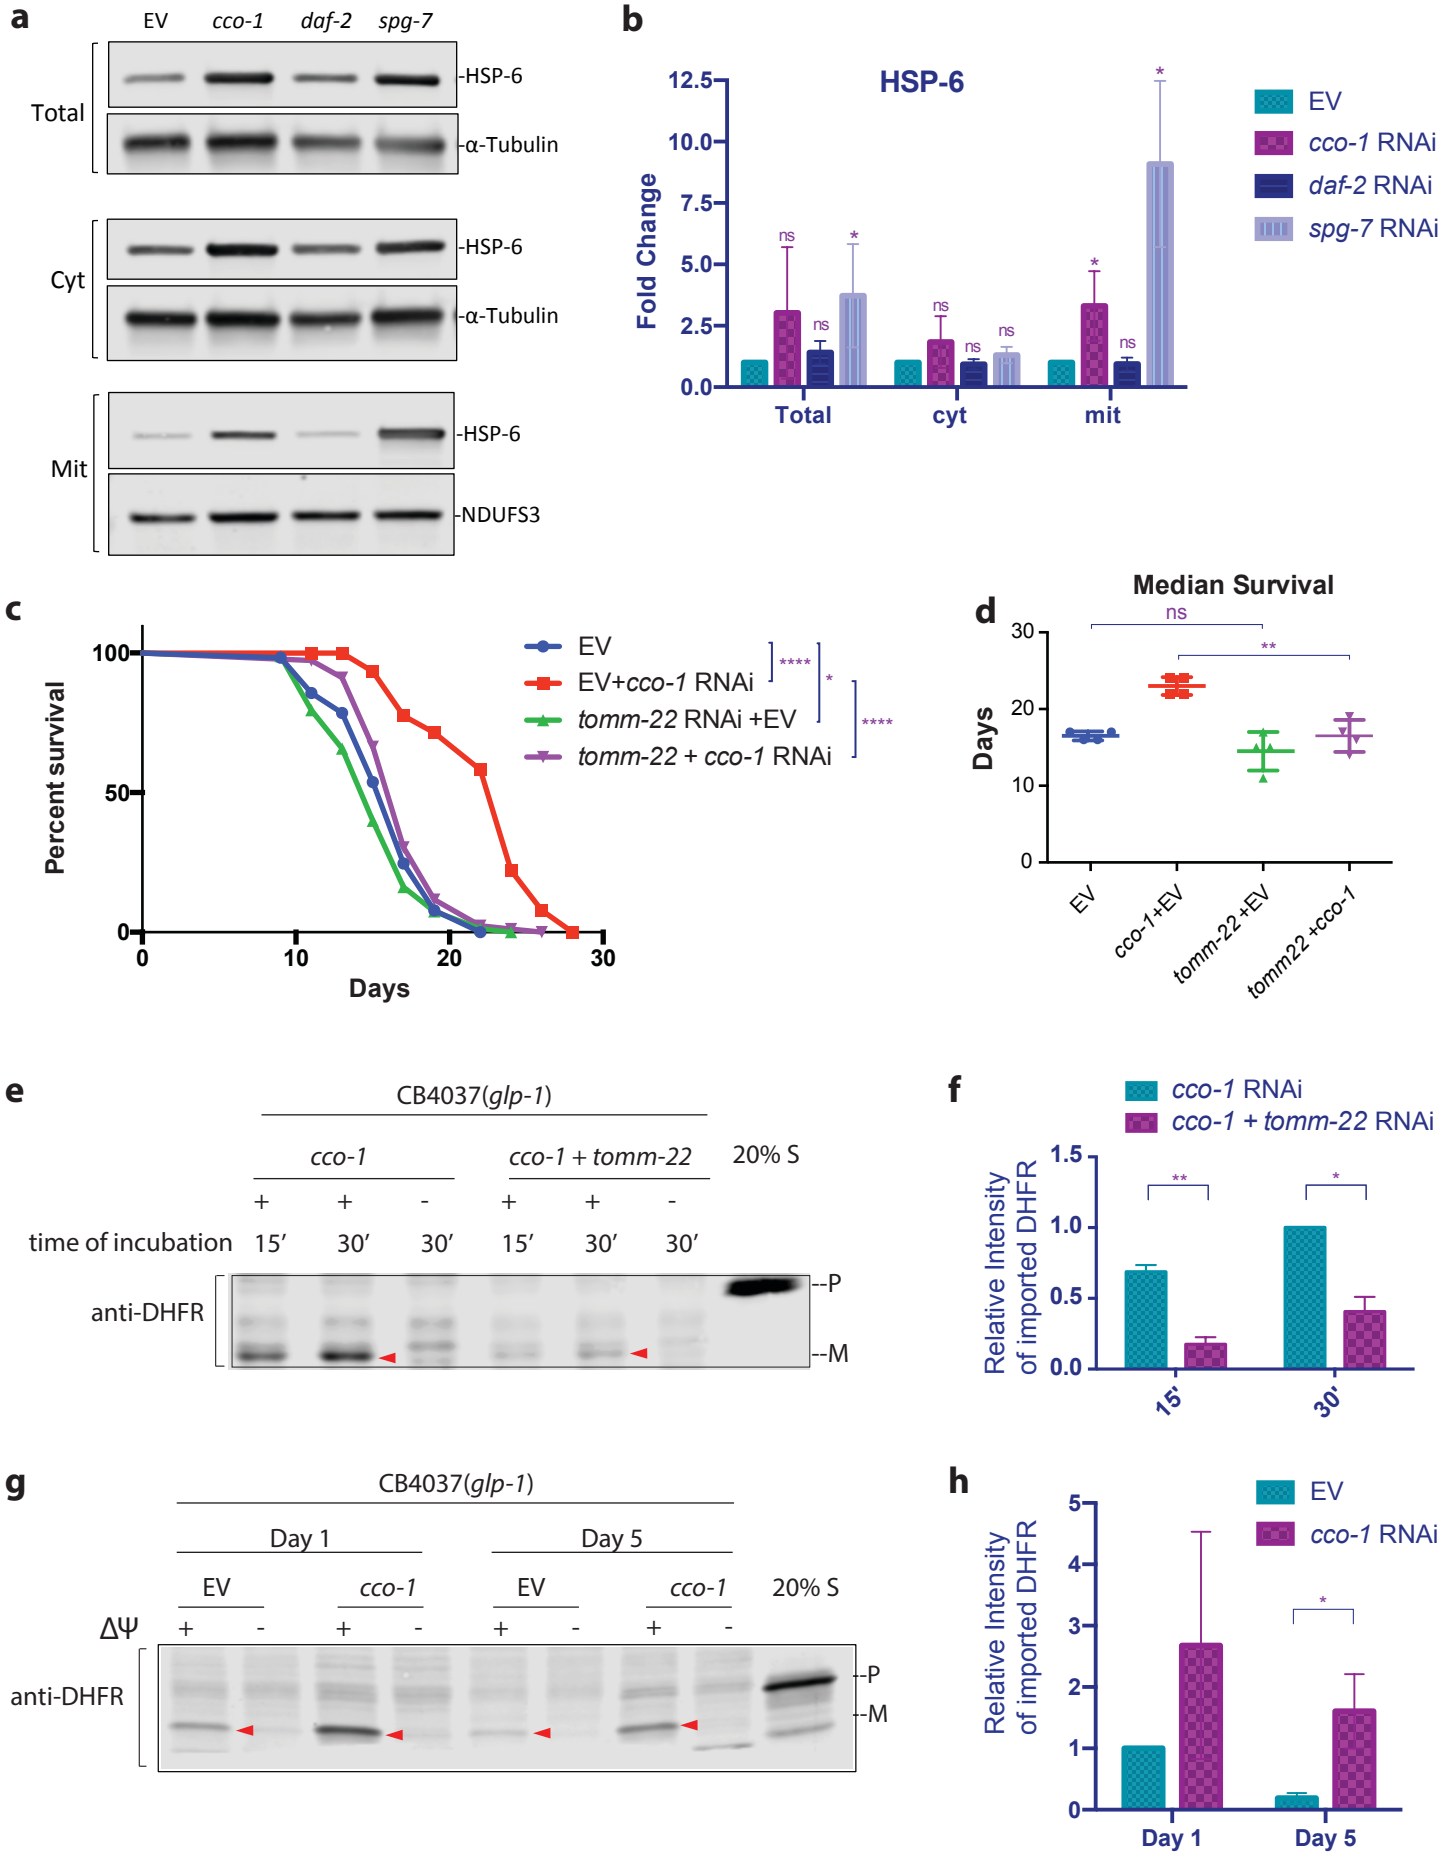 a
EV cco-1 daf-2 spg-7
Total
-HSP-6
-α-Tubulin
Cyt
-HSP-6
-α-Tubulin
Mit
-HSP-6
-NDUFS3
b
HSP-6
Fold Change
12.5
10.0
7.5
5.0
2.5
0.0
ns
ns
*
ns
ns
ns
*
ns
*
Total cyt mit
EV
cco-1 RNAi
daf-2 RNAi
spg-7 RNAi
c
Percent survival
100
50
0
0 10 20 30
Days
EV
EV+cco-1 RNAi
tomm-22 RNAi +EV
tomm-22 + cco-1 RNAi
****
*
****
d
Median Survival
ns
**
Days
30
20
10
0
EV
cco-1+EV
tomm-22 +EV
tomm22 +cco-1
e
CB4037(glp-1)
cco-1 cco-1 + tomm-22 20% S
+ + - + + -
time of incubation 15’ 30’ 30’ 15’ 30’ 30’
anti-DHFR
--P
--M
f
cco-1 RNAi
cco-1 + tomm-22 RNAi
Relative Intensity
of imported DHFR
1.5
1.0
0.5
0.0
**
*
15'
30'
g
CB4037(glp-1)
Day 1 Day 5
EV cco-1 EV cco-1 20% S
ΔΨ + - + - + - + -
anti-DHFR
--P
--M
h
EV
cco-1 RNAi
Relative Intensity
of imported DHFR
5
4
3
2
1
0
*
Day 1 Day 5